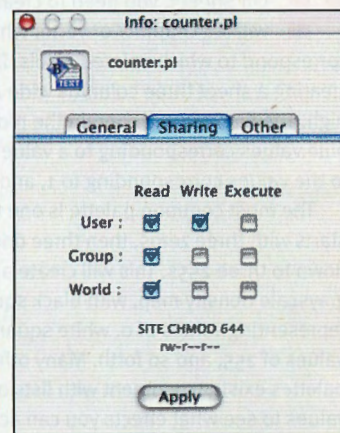 Info: counter.pl
TEXT
counter.pl
General Sharing Other
Read Write Execute
User :
Group :
World :
SITE CHMOD 644
rw-r--r--
Apply